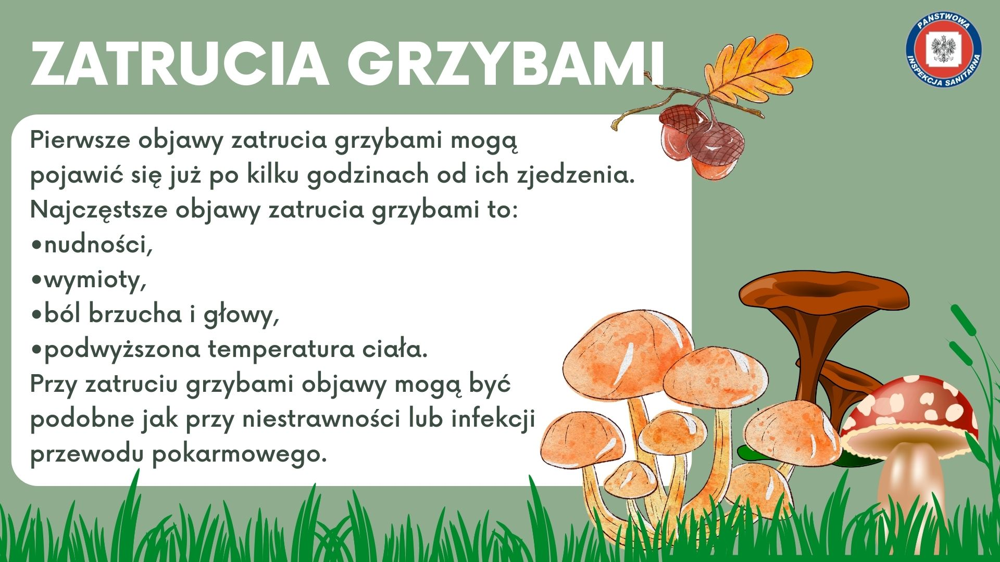 ZATRUCIA GRZYBAMI
PAŃSTWOWA
INSPEKCJA SANITARNA
Pierwsze objawy zatrucia grzybami mogą
pojawić się już po kilku godzinach od ich zjedzenia.
Najczęstsze objawy zatrucia grzybami to:
•nudności,
•wymioty,
•ból brzucha i głowy,
•podwyższona temperatura ciała.
Przy zatruciu grzybami objawy mogą być
podobne jak przy niestrawności lub infekcji
przewodu pokarmowego.